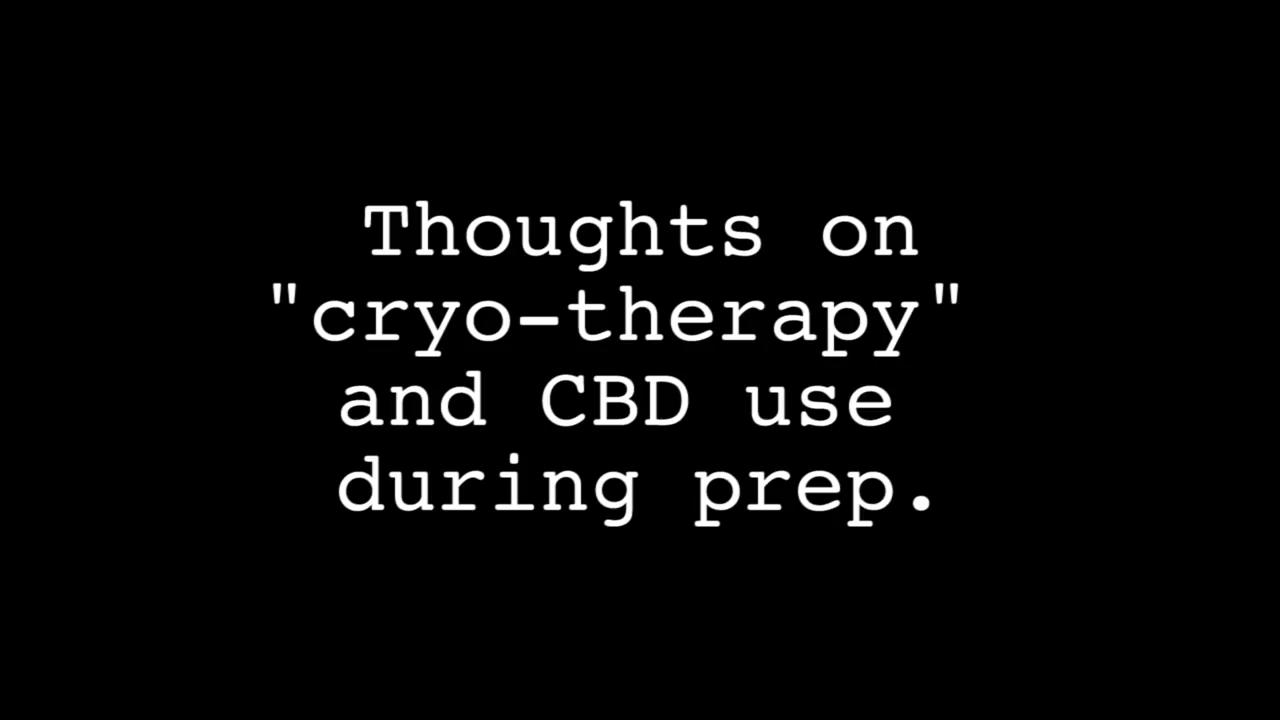 Thoughts on
"cryo-therapy"
and CBD use
during prep.